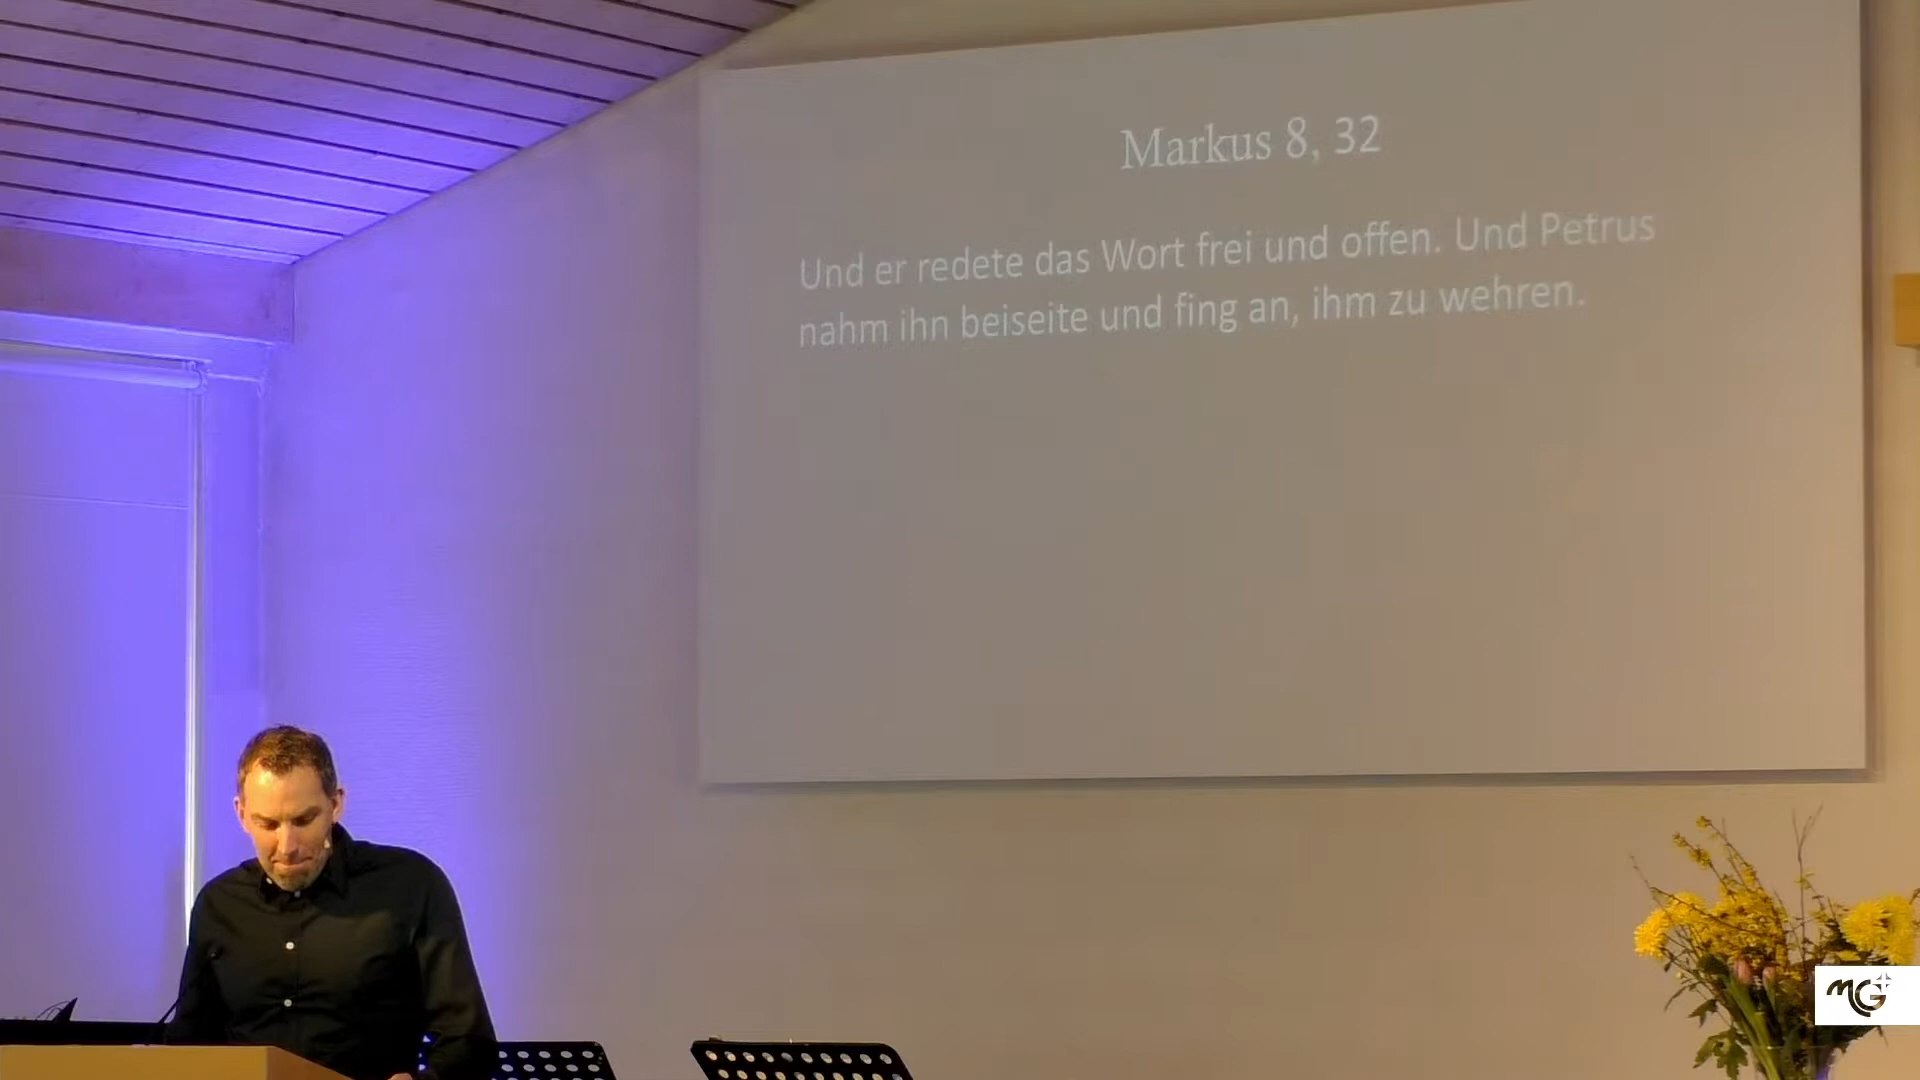 Markus 8, 32
Und er redete das Wort frei und offen. Und Petrus
nahm ihn beiseite und fing an, ihm zu wehren.
MG